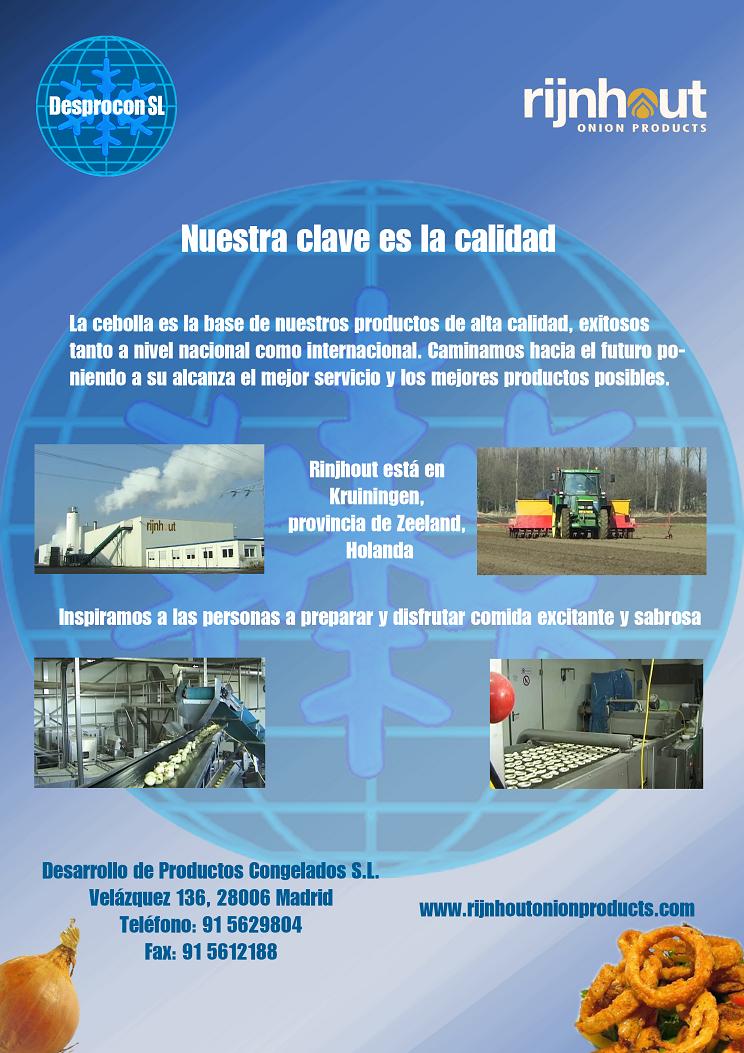 Desprocon SL
rijnhout
ONION PRODUCTS
Nuestra clave es la calidad
La cebolla es la base de nuestros productos de alta calidad, exitosos
tanto a nivel nacional como internacional. Caminamos hacia el futuro po-
niendo a su alcanza el mejor servicio y los mejores productos posibles.
rijnhout
Rinjhout está en
Kruiningen,
provincia de Zeeland,
Holanda
Inspiramos a las personas a preparar y disfrutar comida excitante y sabrosa
Desarrollo de Productos Congelados S.L.
Velázquez 136, 28006 Madrid
Teléfono: 91 5629804
Fax: 91 5612188
www.rijnhoutonionproducts.com